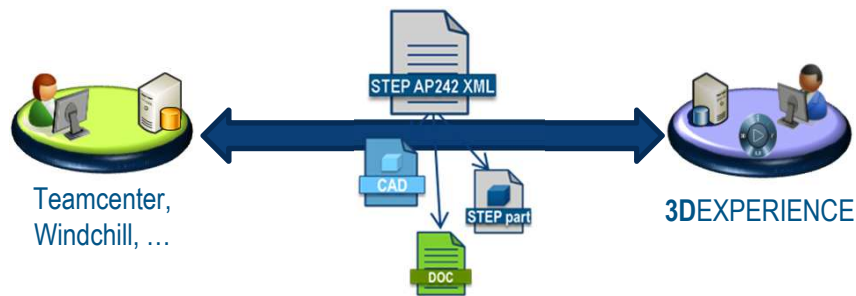 STEP AP242 XML
CAD
STEP part
DOC
Teamcenter,
Windchill, …
3DEXPERIENCE